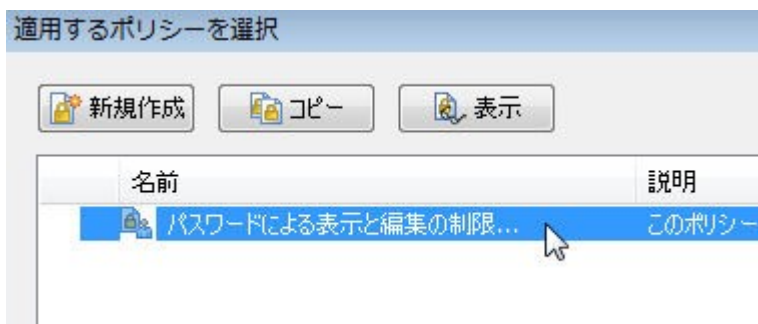 適用するポリシーを選択
新規作成 コピー 表示
名前 説明
パスワードによる表示と編集の制限... このポリシー